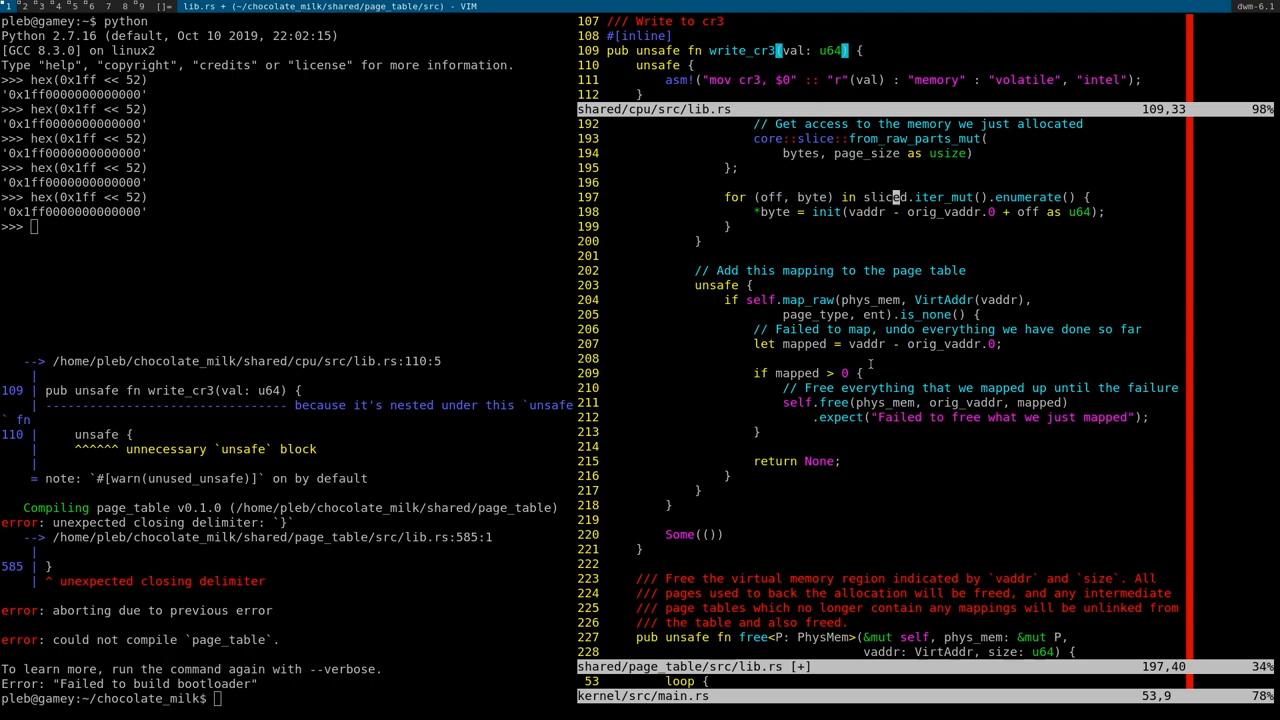 1 2 3 4 5 6 7 8 9 []= lib.rs + (~/chocolate_milk/shared/page_table/src) - VIM dwm-6.1
pleb@gamey:~$ python
Python 2.7.16 (default, Oct 10 2019, 22:02:15)
[GCC 8.3.0] on linux2
Type "help", "copyright", "credits" or "license" for more information.
>>> hex(0x1ff << 52)
'0x1ff0000000000000'
>>> hex(0x1ff << 52)
'0x1ff0000000000000'
>>> hex(0x1ff << 52)
'0x1ff0000000000000'
>>> hex(0x1ff << 52)
'0x1ff0000000000000'
>>> hex(0x1ff << 52)
'0x1ff0000000000000'
>>>
--> /home/pleb/chocolate_milk/shared/cpu/src/lib.rs:110:5
|
109 | pub unsafe fn write_cr3(val: u64) {
| -------------------------------- because it's nested under this `unsafe
` fn
110 |     unsafe {
|     ^^^^^^ unnecessary `unsafe` block
|
= note: `#[warn(unused_unsafe)]` on by default
Compiling page_table v0.1.0 (/home/pleb/chocolate_milk/shared/page_table)
error: unexpected closing delimiter: `}`
--> /home/pleb/chocolate_milk/shared/page_table/src/lib.rs:585:1
|
585 | }
| ^ unexpected closing delimiter
error: aborting due to previous error
error: could not compile `page_table`.
To learn more, run the command again with --verbose.
Error: "Failed to build bootloader"
pleb@gamey:~/chocolate_milk$
107 /// Write to cr3
108 #[inline]
109 pub unsafe fn write_cr3(val: u64) {
110     unsafe {
111         asm!("mov cr3, $0" :: "r"(val) : "memory" : "volatile", "intel");
112     }
shared/cpu/src/lib.rs 109,33 98%
192                     // Get access to the memory we just allocated
193                     core::slice::from_raw_parts_mut(
194                         bytes, page_size as usize)
195                 };
196
197                 for (off, byte) in sliced.iter_mut().enumerate() {
198                     *byte = init(vaddr - orig_vaddr.0 + off as u64);
199                 }
200             }
201
202             // Add this mapping to the page table
203             unsafe {
204                 if self.map_raw(phys_mem, VirtAddr(vaddr),
205                         page_type, ent).is_none() {
206                     // Failed to map, undo everything we have done so far
207                     let mapped = vaddr - orig_vaddr.0;
208
209                     if mapped > 0 {
210                         // Free everything that we mapped up until the failure
211                         self.free(phys_mem, orig_vaddr, mapped)
212                             .expect("Failed to free what we just mapped");
213                     }
214
215                     return None;
216                 }
217             }
218         }
219
220         Some(())
221     }
222
223     /// Free the virtual memory region indicated by `vaddr` and `size`. All
224     /// pages used to back the allocation will be freed, and any intermediate
225     /// page tables which no longer contain any mappings will be unlinked from
226     /// the table and also freed.
227     pub unsafe fn free<P: PhysMem>(&mut self, phys_mem: &mut P,
228                                    vaddr: VirtAddr, size: u64) {
shared/page_table/src/lib.rs [+] 197,40 34%
53         loop {
kernel/src/main.rs 53,9 78%